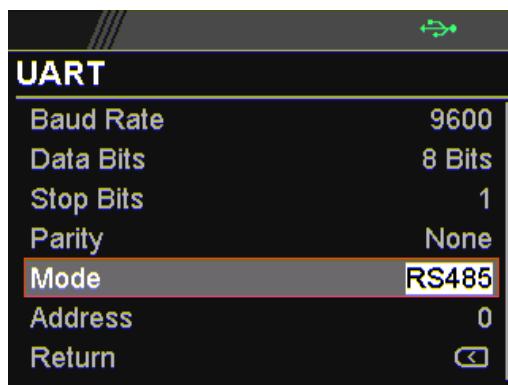 UART
Baud Rate 9600
Data Bits 8 Bits
Stop Bits 1
Parity None
Mode RS485
Address 0
Return